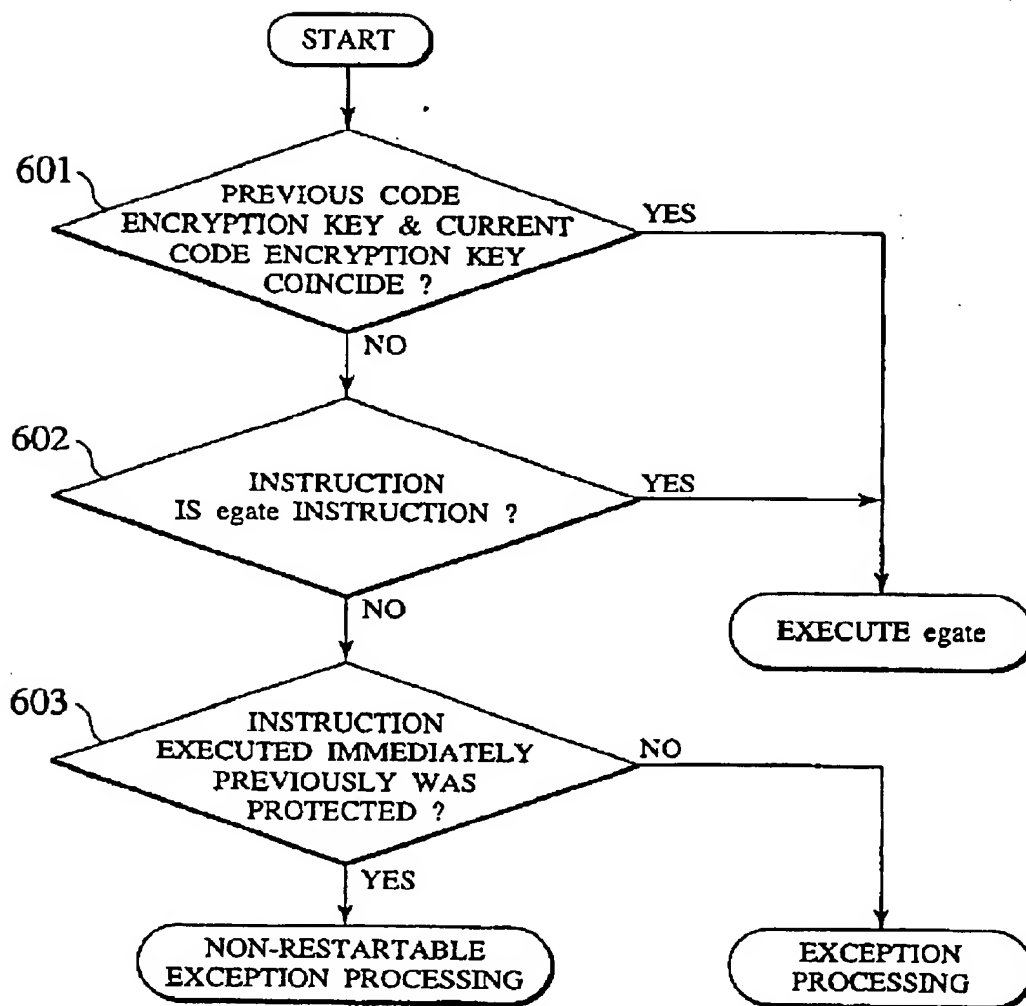 START
601
PREVIOUS CODE
ENCRYPTION KEY & CURRENT
CODE ENCRYPTION KEY
COINCIDE ?
YES
NO
602
INSTRUCTION
IS egate INSTRUCTION ?
YES
NO
EXECUTE egate
603
INSTRUCTION
EXECUTED IMMEDIATELY
PREVIOUSLY WAS
PROTECTED ?
NO
YES
NON-RESTARTABLE
EXCEPTION PROCESSING
EXCEPTION
PROCESSING